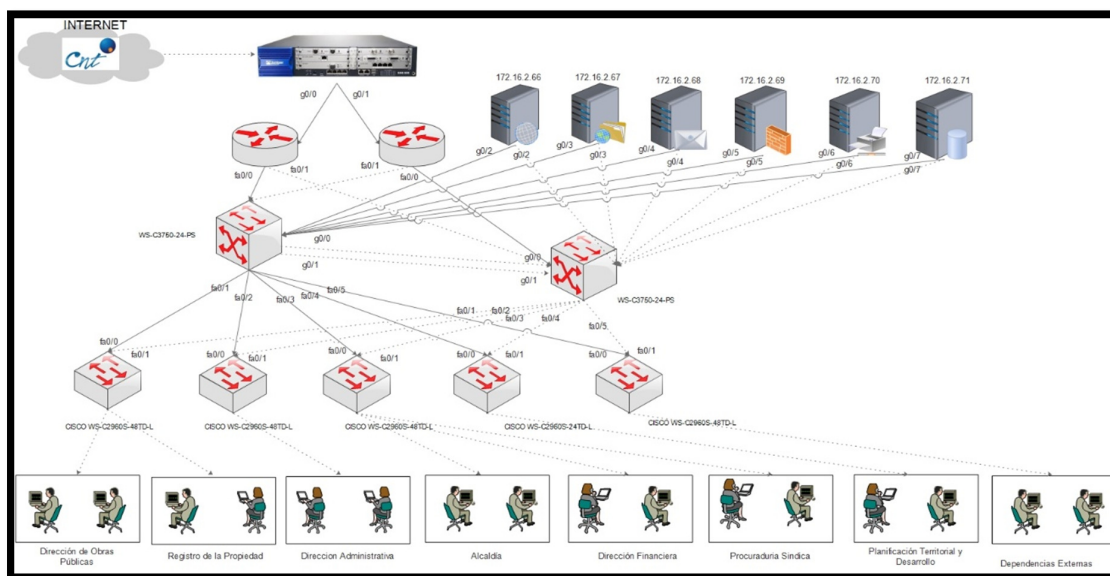 INTERNET
Cnt
g0/0
g0/1
172.16.2.66
172.16.2.67
172.16.2.68
172.16.2.69
172.16.2.70
172.16.2.71
g0/2
g0/2
g0/3
g0/3
g0/4
g0/4
g0/5
g0/5
g0/6
g0/6
g0/7
g0/7
fa0/0
fa0/1
fa0/1
fa0/0
WS-C3750-24-PS
g0/0
g0/1
g0/0
g0/1
WS-C3750-24-PS
fa0/1
fa0/2
fa0/3
fa0/4
fa0/5
fa0/1
fa0/2
fa0/3
fa0/4
fa0/5
fa0/0
fa0/1
fa0/0
fa0/1
fa0/0
fa0/1
fa0/0
fa0/1
fa0/0
fa0/1
CISCO WS-C2960S-48TD-L
CISCO WS-C2960S-48TD-L
CISCO WS-C2960S-48TD-L
CISCO WS-C2960S-24TD-L
CISCO WS-C2960S-48TD-L
Dirección de Obras
Públicas
Registro de la Propiedad
Direccion Administrativa
Alcaldía
Dirección Financiera
Procuraduria Sindica
Planificación Territorial y
Desarrollo
Dependencias Externas